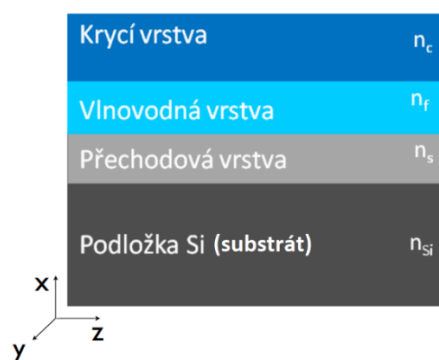 Krycí vrstva n_c
Vlnovodná vrstva n_f
Přechodová vrstva n_s
Podložka Si (substrát) n_Si
x
y z